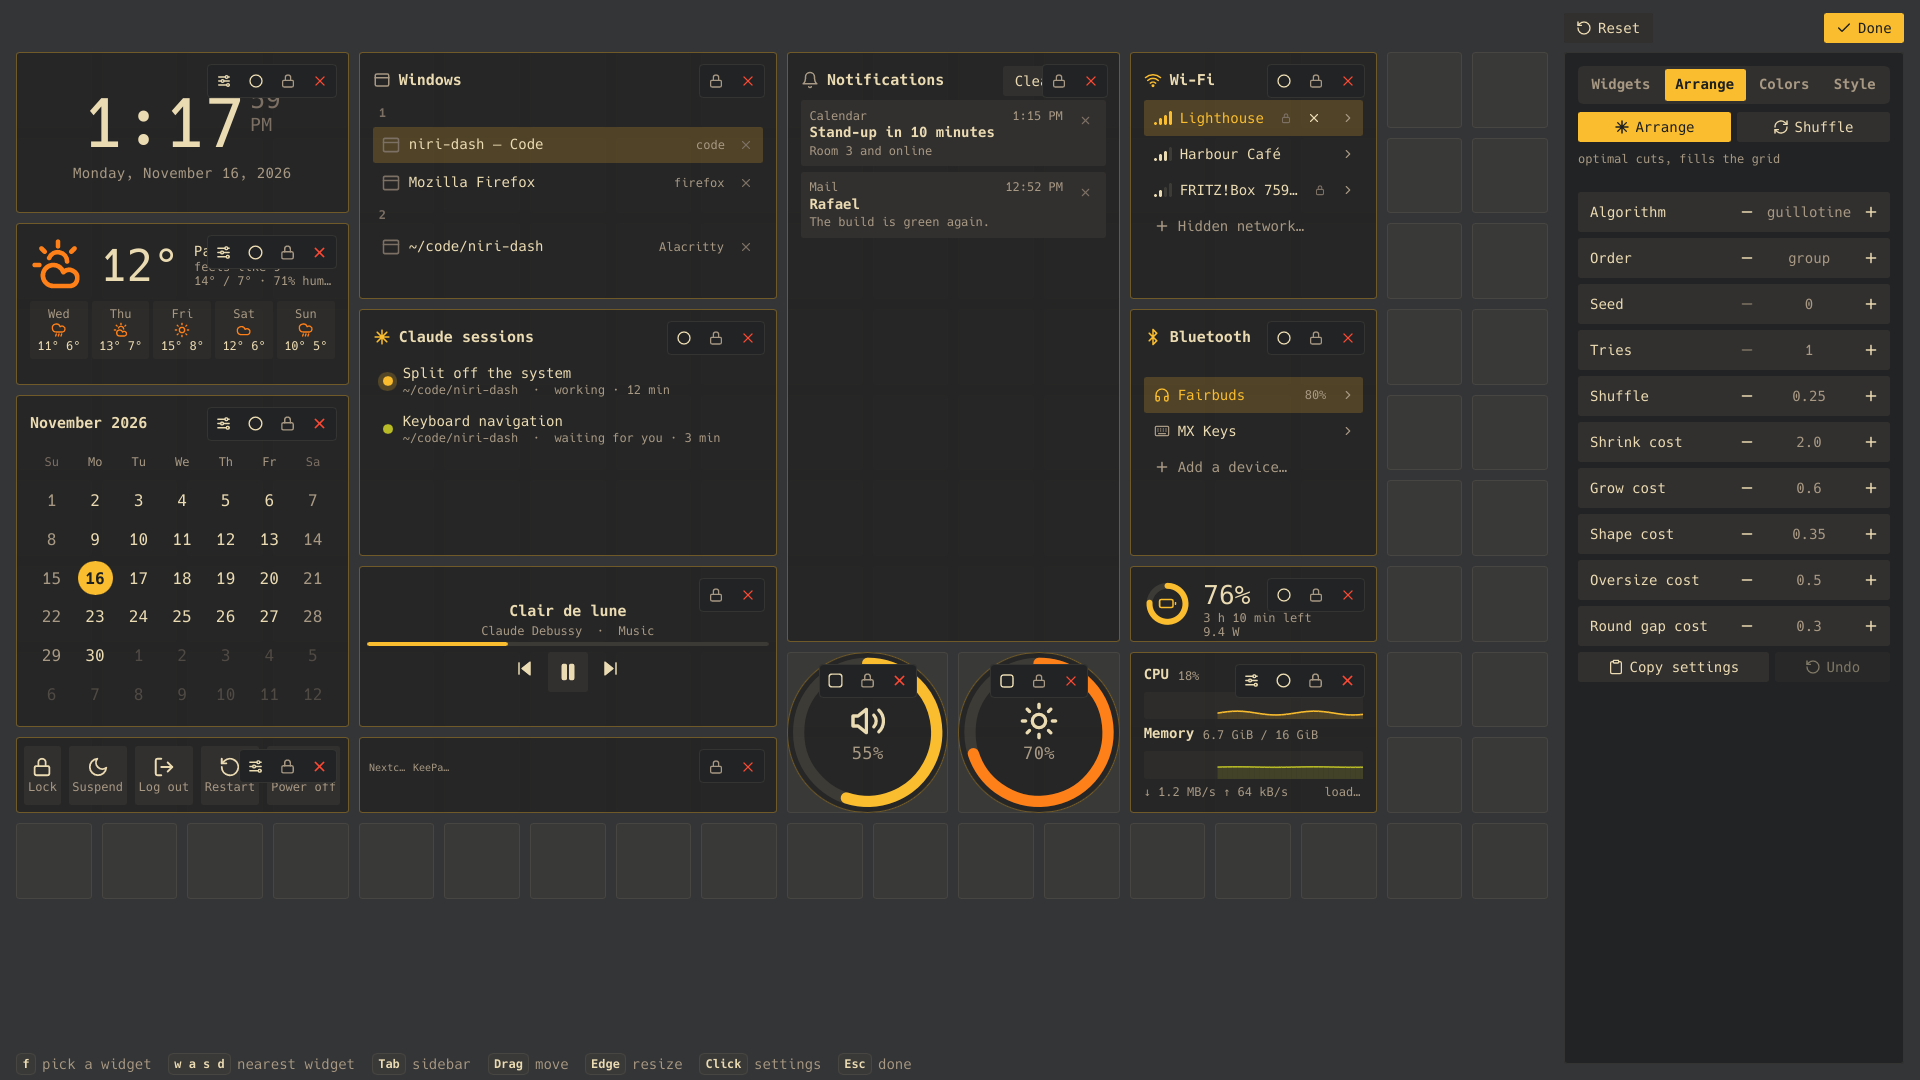 Reset
Done
1:17
59
PM
Monday, November 16, 2026
12°
14° / 7° · 71% hum…
Wed
Thu
Fri
Sat
Sun
11° 6°
13° 7°
15° 8°
12° 6°
10° 5°
November 2026
Su Mo Tu We Th Fr Sa
1 2 3 4 5 6 7
8 9 10 11 12 13 14
15 16 17 18 19 20 21
22 23 24 25 26 27 28
29 30 1 2 3 4 5
6 7 8 9 10 11 12
Lock
Suspend
Log out
Restart
Power off
Windows
1
niri-dash — Code
code
Mozilla Firefox
firefox
2
~/code/niri-dash
Alacritty
Claude sessions
Split off the system
~/code/niri-dash · working · 12 min
Keyboard navigation
~/code/niri-dash · waiting for you · 3 min
Clair de lune
Claude Debussy · Music
Nextc… KeePa…
Notifications
Calendar
1:15 PM
Stand-up in 10 minutes
Room 3 and online
Mail
12:52 PM
Rafael
The build is green again.
55%
70%
Wi-Fi
Lighthouse
Harbour Café
FRITZ!Box 759…
Hidden network…
Bluetooth
Fairbuds
80%
MX Keys
Add a device…
76%
3 h 10 min left
9.4 W
CPU 18%
Memory 6.7 GiB / 16 GiB
↓ 1.2 MB/s ↑ 64 kB/s
load…
Widgets
Arrange
Colors
Style
Arrange
Shuffle
optimal cuts, fills the grid
Algorithm − guillotine +
Order − group +
Seed − 0 +
Tries − 1 +
Shuffle − 0.25 +
Shrink cost − 2.0 +
Grow cost − 0.6 +
Shape cost − 0.35 +
Oversize cost − 0.5 +
Round gap cost − 0.3 +
Copy settings
Undo
f pick a widget w a s d nearest widget Tab sidebar Drag move Edge resize Click settings Esc done